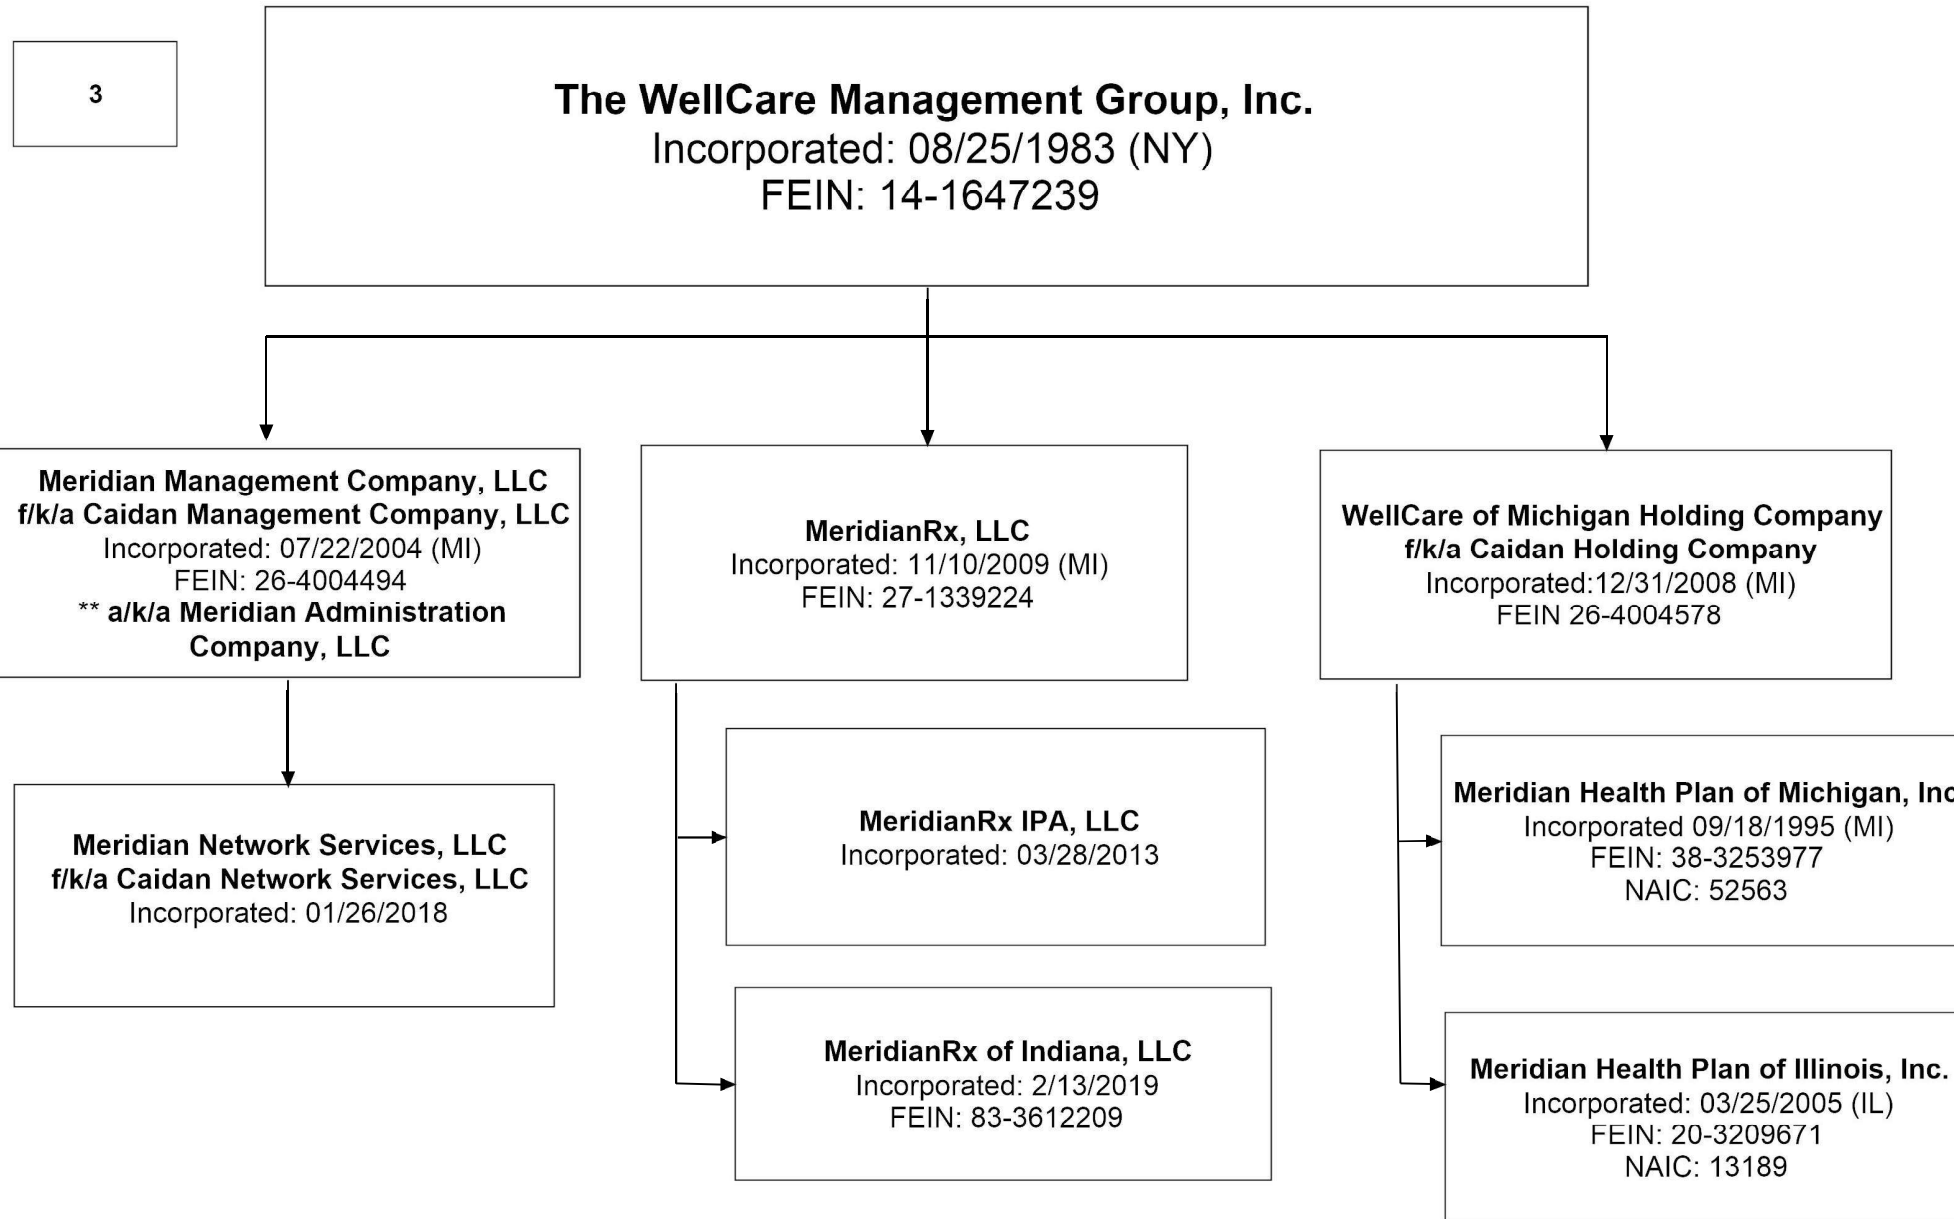 3
The WellCare Management Group, Inc.
Incorporated: 08/25/1983 (NY)
FEIN: 14-1647239
Meridian Management Company, LLC
f/k/a Caidan Management Company, LLC
Incorporated: 07/22/2004 (MI)
FEIN: 26-4004494
** a/k/a Meridian Administration
Company, LLC
MeridianRx, LLC
Incorporated: 11/10/2009 (MI)
FEIN: 27-1339224
WellCare of Michigan Holding Company
f/k/a Caidan Holding Company
Incorporated:12/31/2008 (MI)
FEIN 26-4004578
Meridian Network Services, LLC
f/k/a Caidan Network Services, LLC
Incorporated: 01/26/2018
MeridianRx IPA, LLC
Incorporated: 03/28/2013
MeridianRx of Indiana, LLC
Incorporated: 2/13/2019
FEIN: 83-3612209
Meridian Health Plan of Michigan, Inc
Incorporated 09/18/1995 (MI)
FEIN: 38-3253977
NAIC: 52563
Meridian Health Plan of Illinois, Inc.
Incorporated: 03/25/2005 (IL)
FEIN: 20-3209671
NAIC: 13189